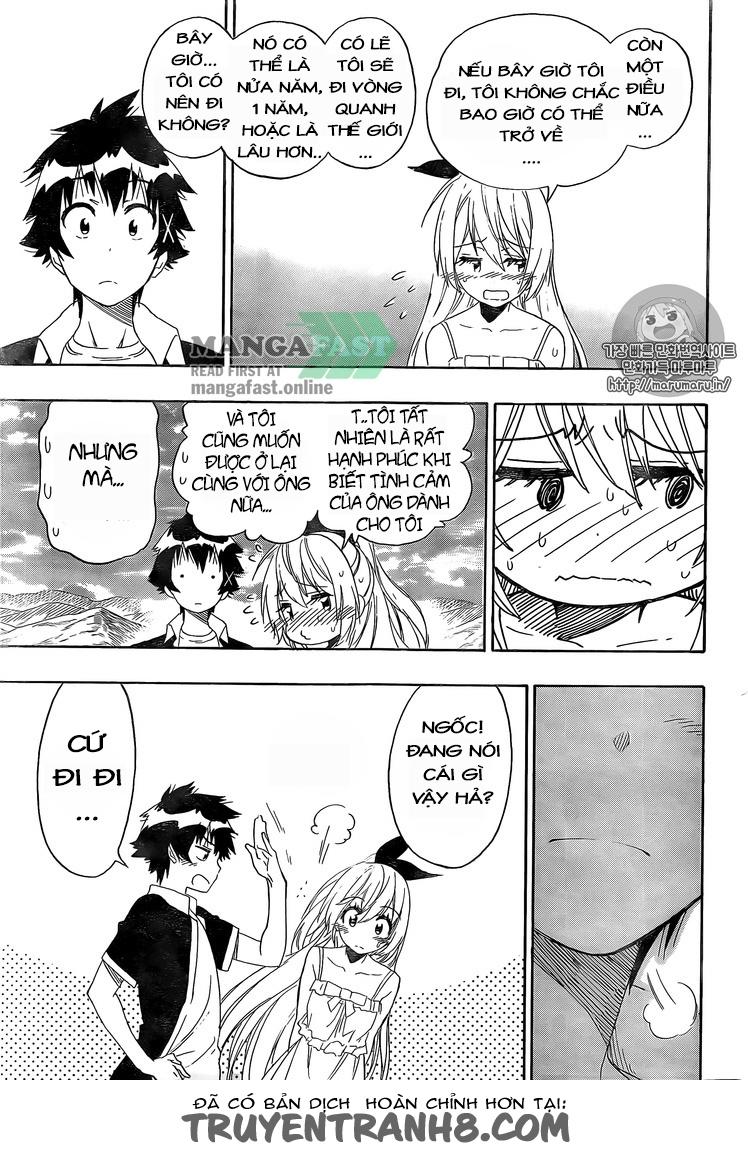 CÒN
MỘT
ĐIỀU
NỮA
...
NẾU BÂY GIỜ TÔI
ĐI, TÔI KHÔNG CHẮC
BAO GIỜ CÓ THỂ
TRỞ VỀ
....
CÓ LẼ
TÔI SẼ
ĐI VÒNG
QUANH
THẾ GIỚI
...
NÓ CÓ
THỂ LÀ
NỬA NĂM,
1 NĂM,
HOẶC LÀ
LÂU HƠN..
BÂY
GIỜ...
TÔI CÓ
NÊN ĐI
KHÔNG?
MANGAFAST
READ FIRST AT
mangafast.online
가장 빠른 만화번역사이트
만화가득 마루마루
http://marumaru.in/
T..TÔI TẤT
NHIÊN LÀ RẤT
HẠNH PHÚC KHI
BIẾT TÌNH CẢM
CỦA ÔNG DÀNH
CHO TÔI
VÀ TÔI
CŨNG MUỐN
ĐƯỢC Ở LẠI
CÙNG VỚI ÔNG
NỮA...
NHƯNG
MÀ...
NGỐC!
ĐANG NÓI
CÁI GÌ
VẬY HẢ?
CỨ
ĐI ĐI
...
ĐÃ CÓ BẢN DỊCH HOÀN CHỈNH HƠN TẠI:
TRUYENTRANH8.COM